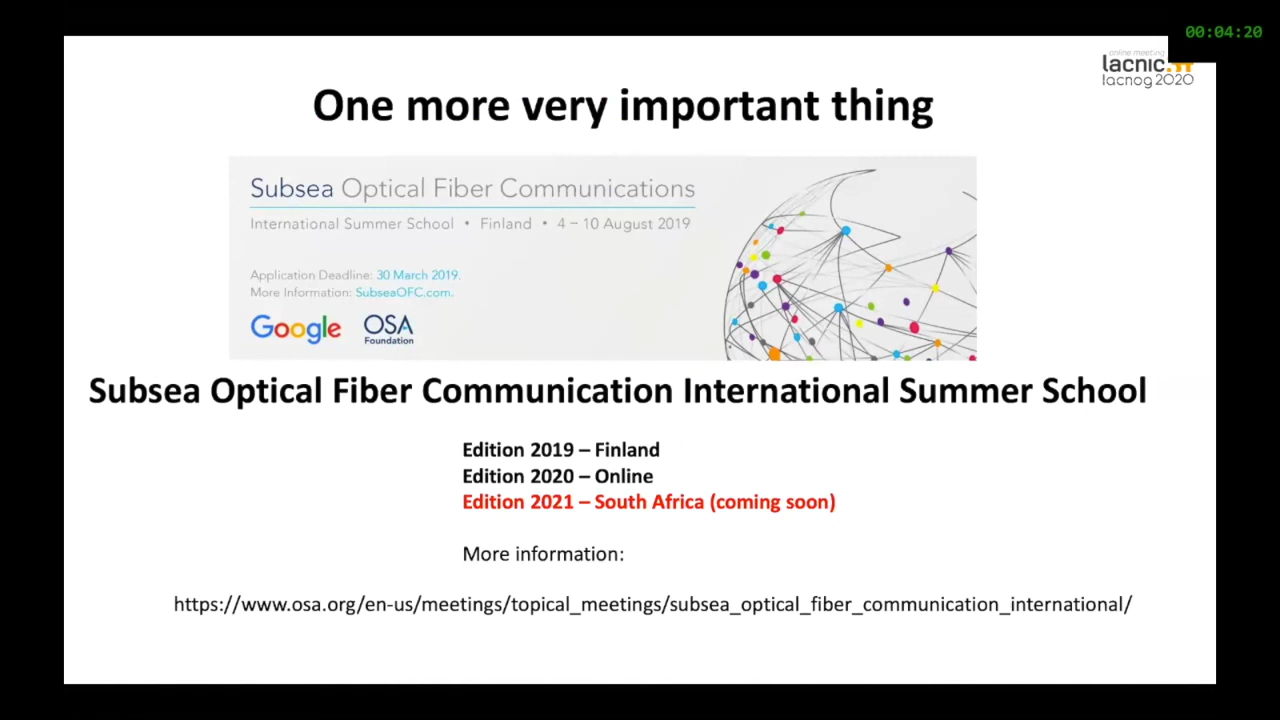 00:04:20
online meeting
lacnic
lacnog 2020
One more very important thing
Subsea Optical Fiber Communications
International Summer School • Finland • 4 – 10 August 2019
Application Deadline: 30 March 2019.
More Information: SubseaOFC.com.
Google OSA
Foundation
Subsea Optical Fiber Communication International Summer School
Edition 2019 – Finland
Edition 2020 – Online
Edition 2021 – South Africa (coming soon)
More information:
https://www.osa.org/en-us/meetings/topical_meetings/subsea_optical_fiber_communication_international/